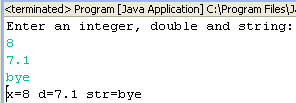 <terminated> Program [Java Application] C:\Program Files\J
Enter an integer, double and string:
8
7.1
bye
x=8 d=7.1 str=bye